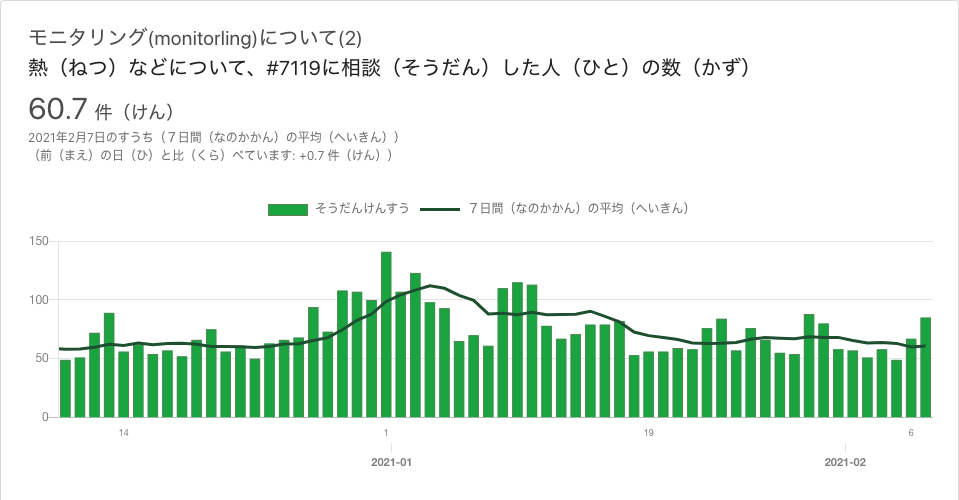 モニタリング(monitorling)について(2)
熱（ねつ）などについて、#7119に相談（そうだん）した人（ひと）の数（かず）
60.7 件（けん）
2021年2月7日のすうち（７日間（なのかかん）の平均（へいきん））
（前（まえ）の日（ひ）と比（くら）べています: +0.7 件（けん））
そうだんけんすう ７日間（なのかかん）の平均（へいきん）
150
100
50
0
14 1 19 6
2021-01 2021-02